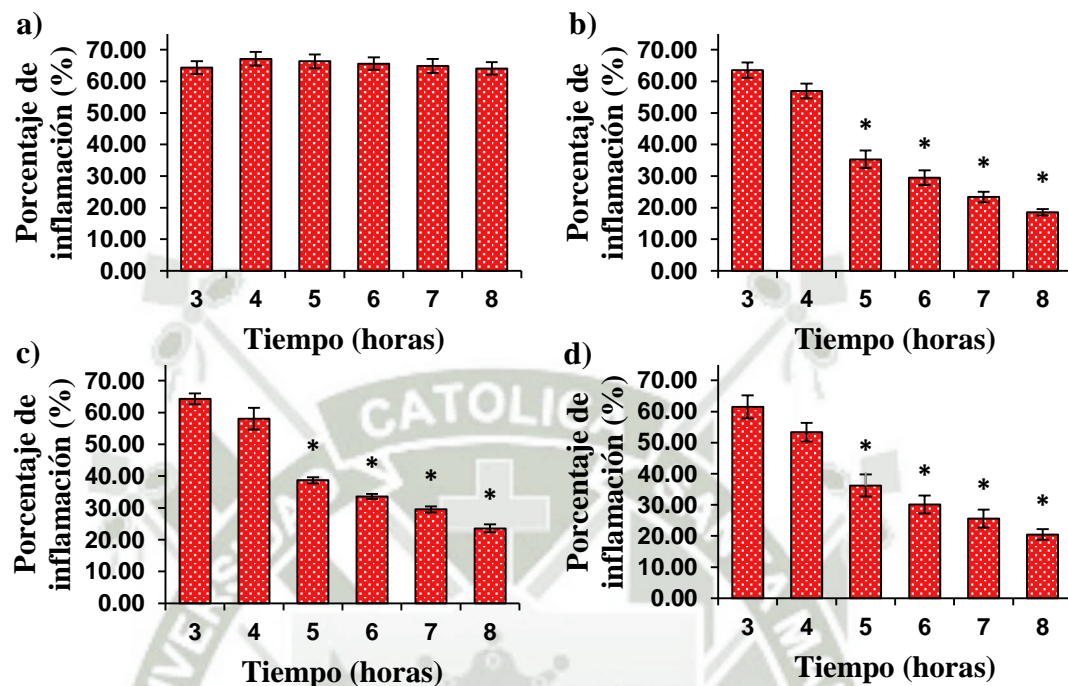 a)
Porcentaje de
inflamación (%)
70.00
60.00
50.00
40.00
30.00
20.00
10.00
0.00
3 4 5 6 7 8
Tiempo (horas)
b)
Porcentaje de
inflamación (%)
70.00
60.00
50.00
40.00
30.00
20.00
10.00
0.00
* * * *
3 4 5 6 7 8
Tiempo (horas)
c)
Porcentaje de
inflamación (%)
70.00
60.00
50.00
40.00
30.00
20.00
10.00
0.00
* * * *
3 4 5 6 7 8
Tiempo (horas)
d)
Porcentaje de
inflamación (%)
70.00
60.00
50.00
40.00
30.00
20.00
10.00
0.00
* * * *
3 4 5 6 7 8
Tiempo (horas)
CATOLICA